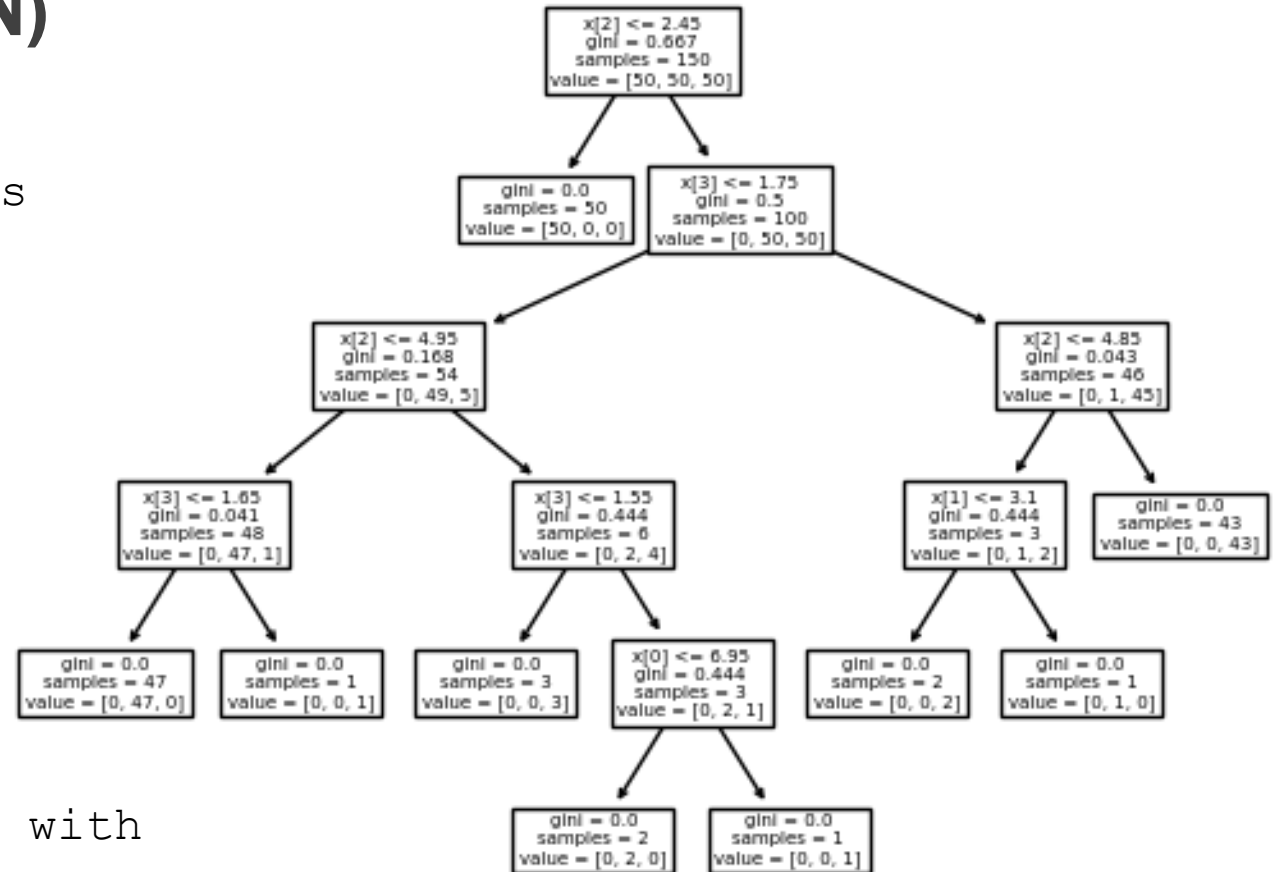 N)
x[2] <= 2.45
gini = 0.667
samples = 150
value = [50, 50, 50]
s
gini = 0.0
samples = 50
value = [50, 0, 0]
x[3] <= 1.75
gini = 0.5
samples = 100
value = [0, 50, 50]
x[2] <= 4.95
gini = 0.168
samples = 54
value = [0, 49, 5]
x[2] <= 4.85
gini = 0.043
samples = 46
value = [0, 1, 45]
x[3] <= 1.65
gini = 0.041
samples = 48
value = [0, 47, 1]
x[3] <= 1.55
gini = 0.444
samples = 6
value = [0, 2, 4]
x[1] <= 3.1
gini = 0.444
samples = 3
value = [0, 1, 2]
gini = 0.0
samples = 43
value = [0, 0, 43]
gini = 0.0
samples = 47
value = [0, 47, 0]
gini = 0.0
samples = 1
value = [0, 0, 1]
gini = 0.0
samples = 3
value = [0, 0, 3]
x[0] <= 6.95
gini = 0.444
samples = 3
value = [0, 2, 1]
gini = 0.0
samples = 2
value = [0, 0, 2]
gini = 0.0
samples = 1
value = [0, 1, 0]
with
gini = 0.0
samples = 2
value = [0, 2, 0]
gini = 0.0
samples = 1
value = [0, 0, 1]